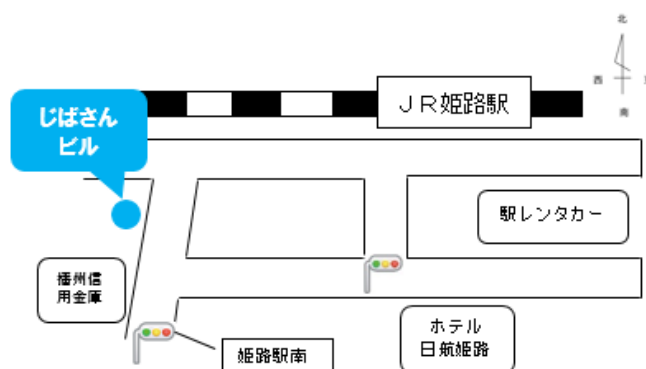 北
西
南
JR姫路駅
じばさん
ビル
駅レンタカー
播州信
用金庫
ホテル
日航姫路
姫路駅南